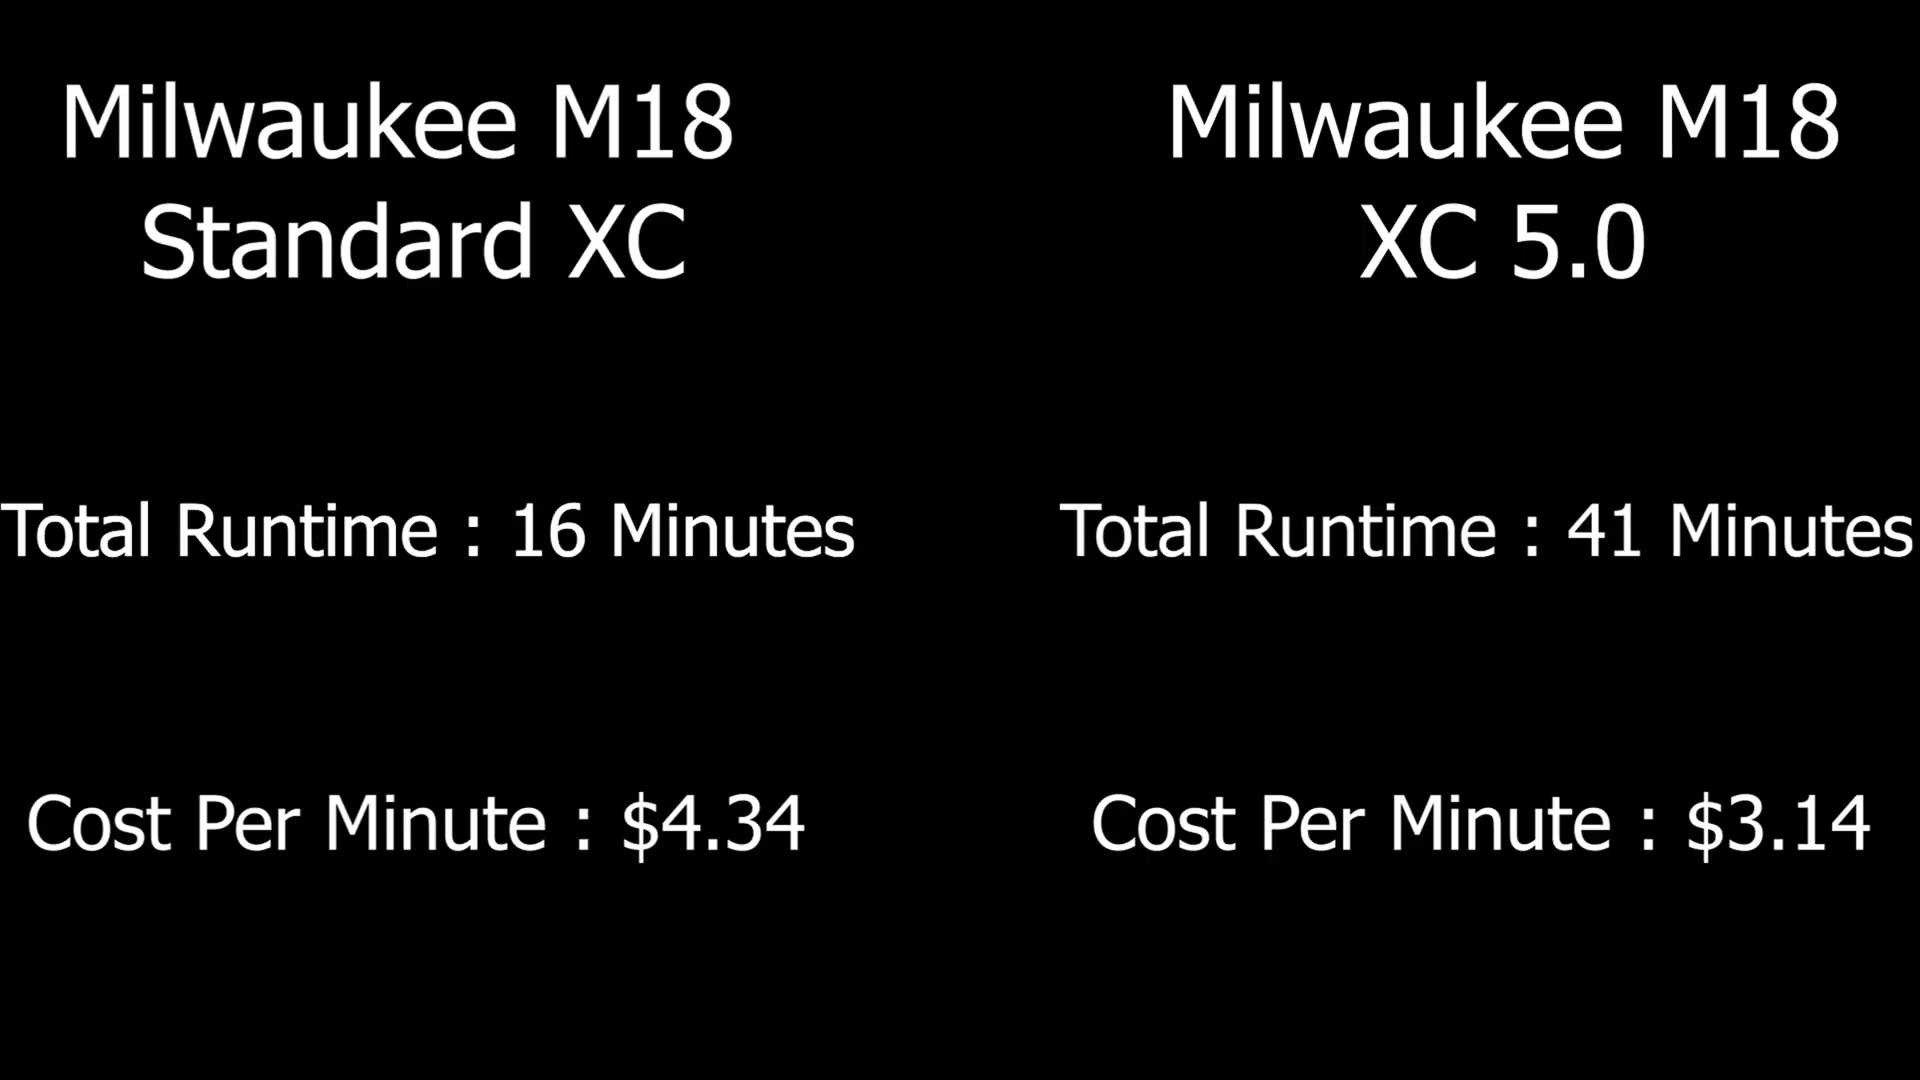 Milwaukee M18
Standard XC
Total Runtime : 16 Minutes
Cost Per Minute : $4.34
Milwaukee M18
XC 5.0
Total Runtime : 41 Minutes
Cost Per Minute : $3.14